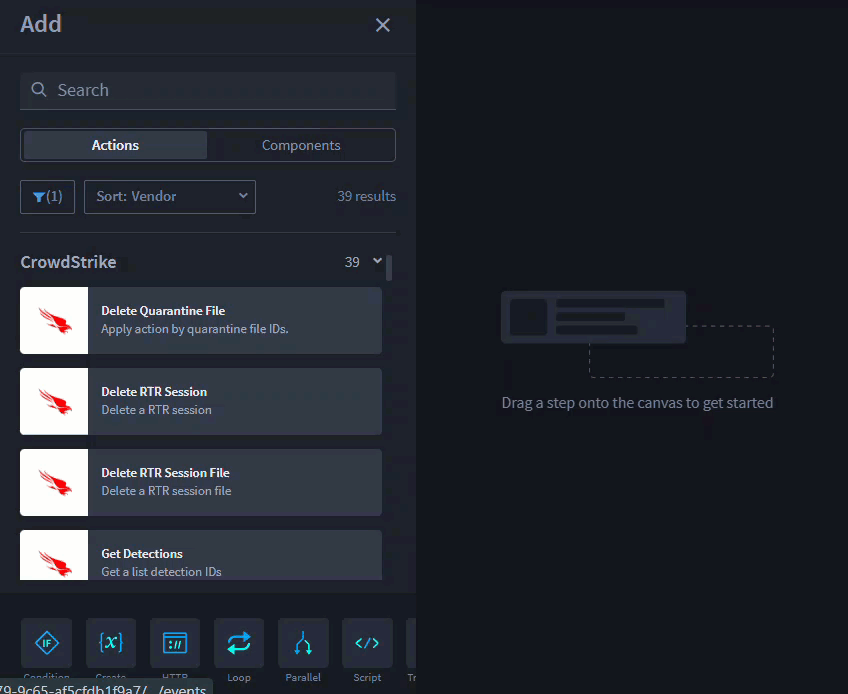 Add
Search
Actions
Components
(1)
Sort: Vendor
39 results
CrowdStrike
39
Delete Quarantine File
Apply action by quarantine file IDs.
Delete RTR Session
Delete a RTR session
Delete RTR Session File
Delete a RTR session file
Get Detections
Get a list detection IDs
Drag a step onto the canvas to get started
IF
{x}
://
</>
Condition
Create
HTTP
Loop
Parallel
Script
Tr
79-9c65-af5cfdb1f9a7/.../events